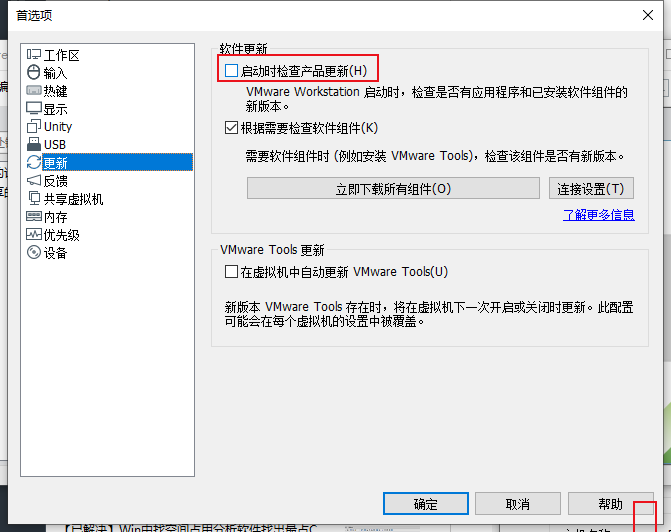 首选项
工作区
输入
热键
显示
Unity
USB
更新
反馈
共享虚拟机
内存
优先级
设备
软件更新
启动时检查产品更新(H)
VMware Workstation 启动时，检查是否有应用程序和已安装软件组件的
新版本。
根据需要检查软件组件(K)
需要软件组件时 (例如安装 VMware Tools)，检查该组件是否有新版本。
立即下载所有组件(O)
连接设置(T)
了解更多信息
VMware Tools 更新
在虚拟机中自动更新 VMware Tools(U)
新版本 VMware Tools 存在时，将在虚拟机下一次开启或关闭时更新。此配置
可能会在每个虚拟机的设置中被覆盖。
确定
取消
帮助